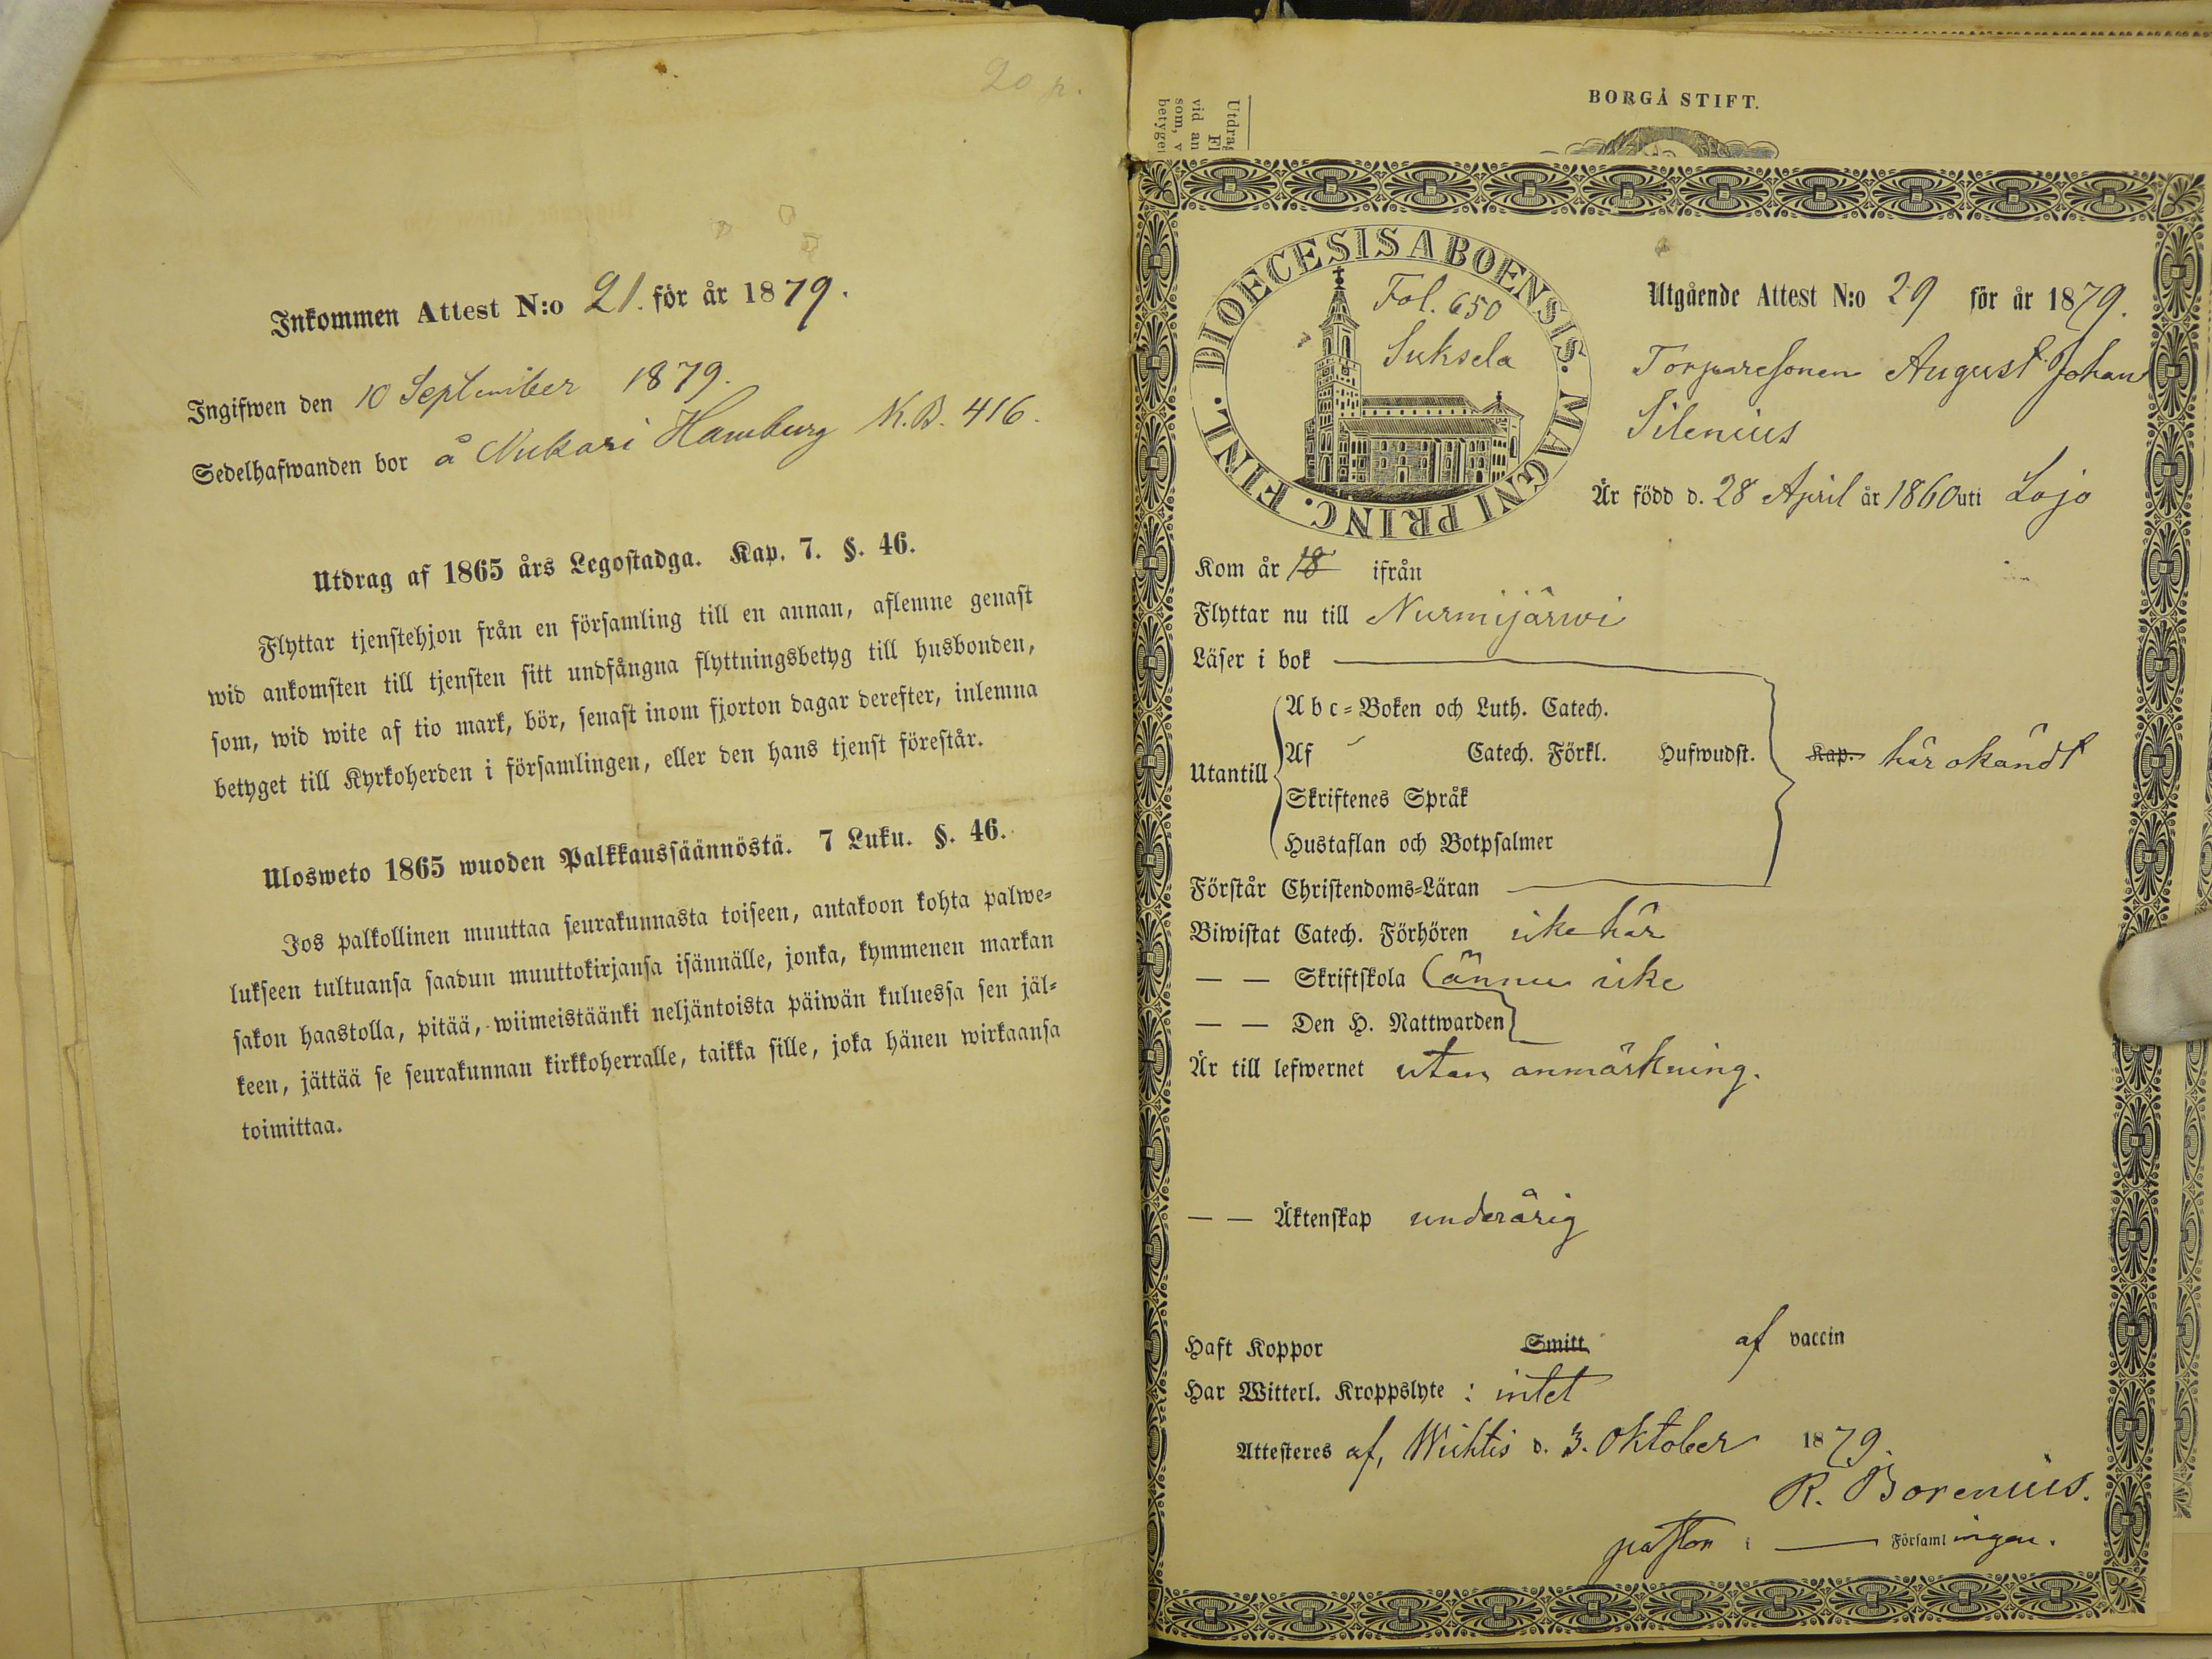 20 p.
Inkommen Attest N:o 21. för år 1879.
Ingifwen den 10 September 1879.
Sedelhafwanden bor å Nukari Hamburg K.B. 416.
Utdrag af 1865 års Legostadga. Kap. 7. §. 46.
Flyttar tjenstehjon från en församling till en annan, aflemne genast
wid ankomsten till tjensten sitt undfångna flyttningsbetyg till husbonden,
som, wid wite af tio mark, bör, senast inom fjorton dagar derefter, inlemna
betyget till Kyrkoherden i församlingen, eller den hans tjenst förestår.
Ulosweto 1865 wuoden Palkkaussäännöstä. 7 Luku. §. 46.
Jos palkollinen muuttaa seurakunnasta toiseen, antakoon kohta palwe-
lukseen tultuansa saadun muuttokirjansa isännälle, jonka, kymmenen markan
sakon haastolla, pitää, wiimeistäänki neljäntoista päiwän kuluessa sen jäl-
keen, jättää se seurakunnan kirkkoherralle, taikka sille, joka hänen wirkaansa
toimittaa.
Utdrag
Fl
vid an
som, v
betyget
BORGÅ STIFT.
DIOECESIS ABOENSIS. MAGNI PRINC. FINL.
Fol. 650
Suksela
Utgående Attest N:o 29 för år 1879.
Torparesonen August Johan
Silenius
Är född d. 28 April år 1860 uti Lojo
Kom år 18 ifrån
Flyttar nu till Nurmijärwi
Läser i bok
Utantill
Abc-Boken och Luth. Catech.
Af Catech. Förkl. Hufwudst. Kap. här okändt
Skriftenes Språk
Hustaflan och Botpsalmer
Förstår Christendoms-Läran
Biwistat Catech. Förhören icke här
— — Skriftskola ännu icke
— — Den H. Nattwarden
Är till lefwernet utan anmärkning.
— — Äktenskap underårig
Haft Koppor Smitt af vaccin
Har Witterl. Kroppslyte : intet
Attesteres af, Wichtis d. 3. Oktober 1879.
R. Borenius.
pastor i — Församlingen.